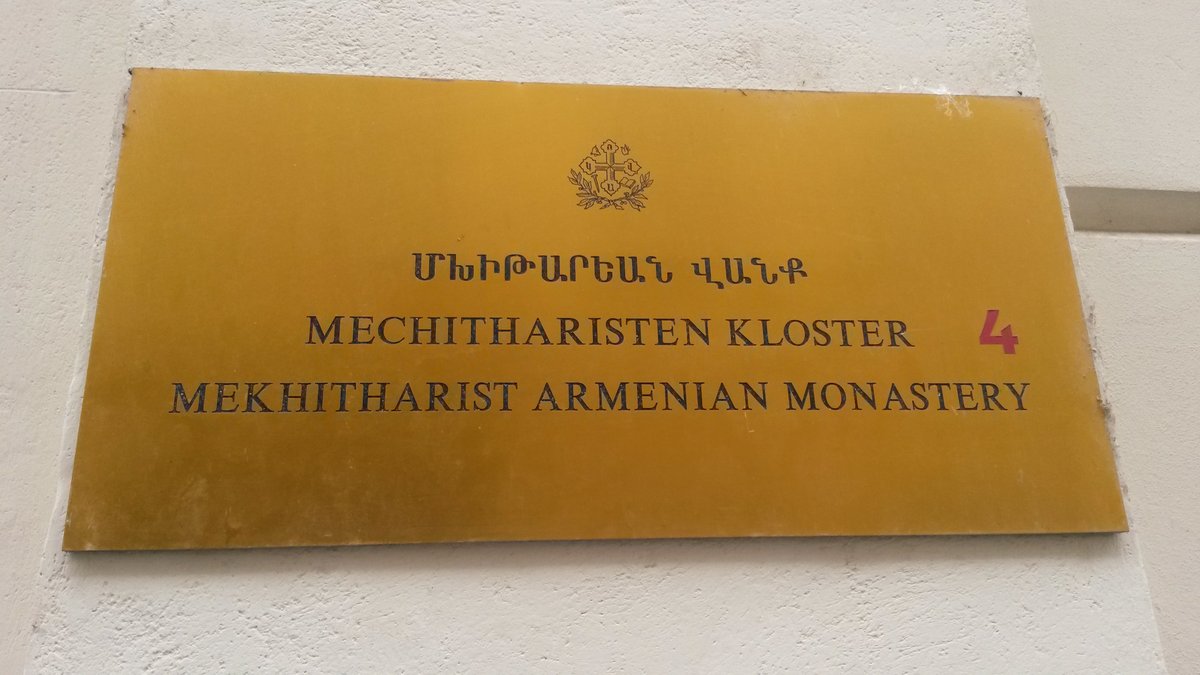 ՄԽԻԹԱՐԵԱՆ ՎԱՆՔ
MECHITHARISTEN KLOSTER
4
MEKHITHARIST ARMENIAN MONASTERY